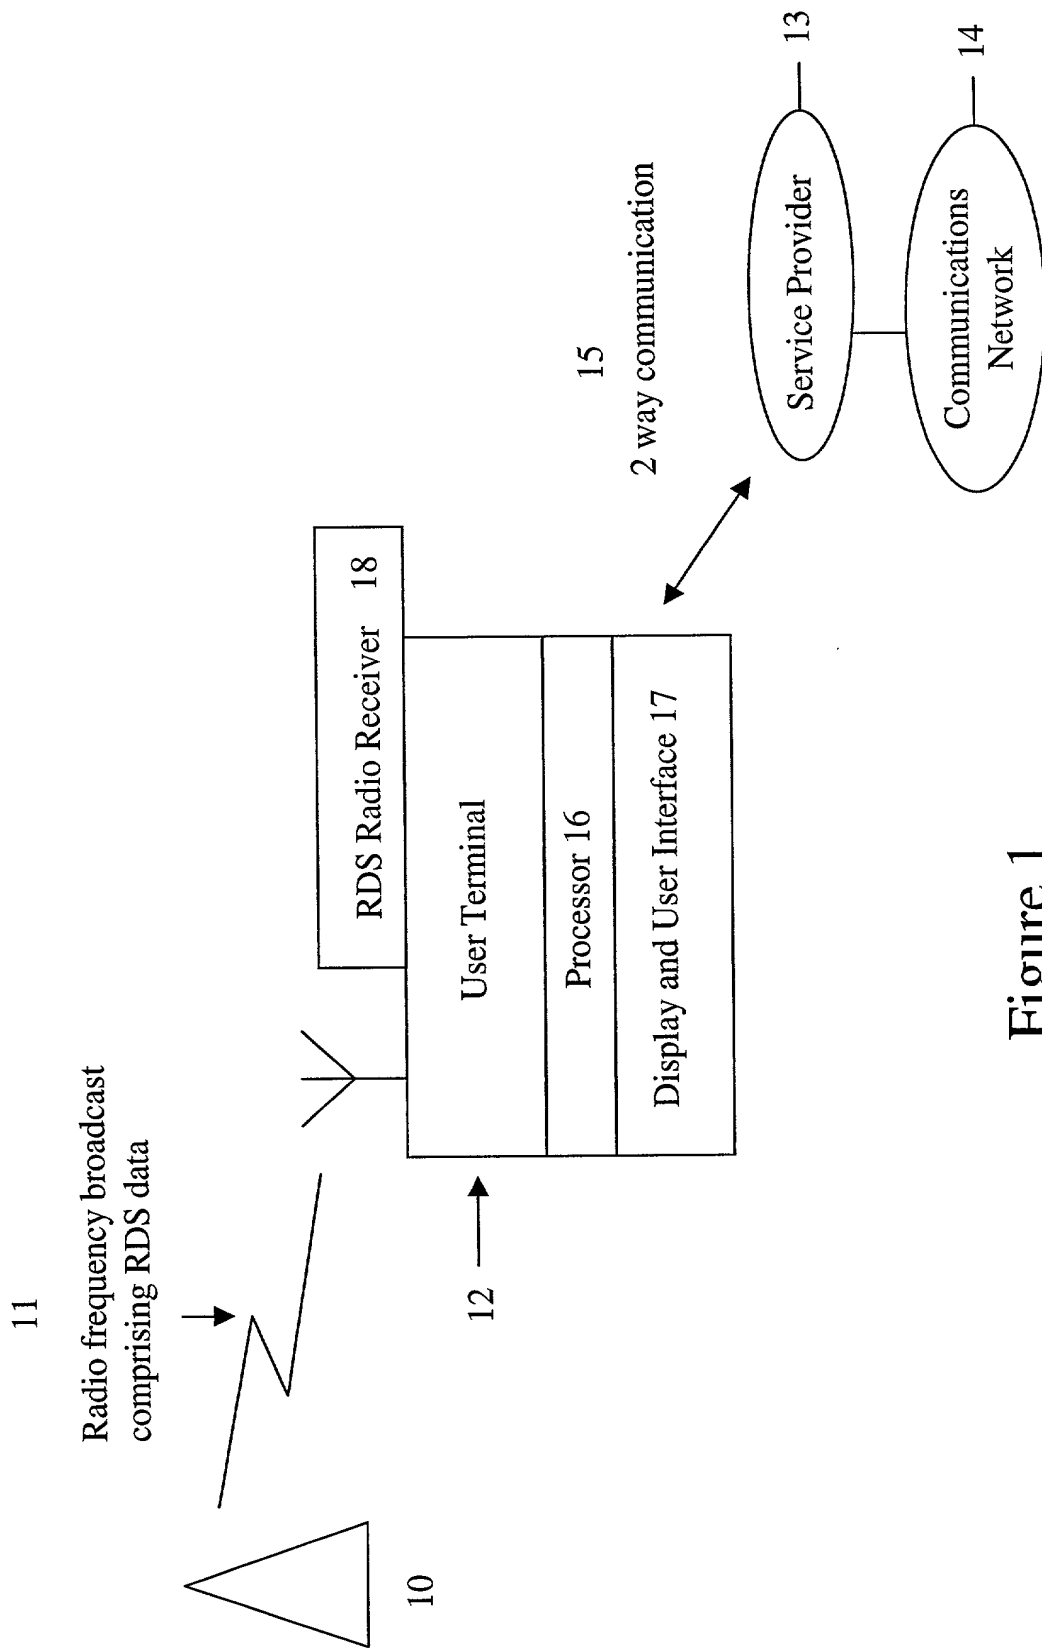 11
Radio frequency broadcast
comprising RDS data
10
12
RDS Radio Receiver 18
User Terminal
Processor 16
Display and User Interface 17
15
2 way communication
Service Provider
13
Communications
Network
14
Figure 1